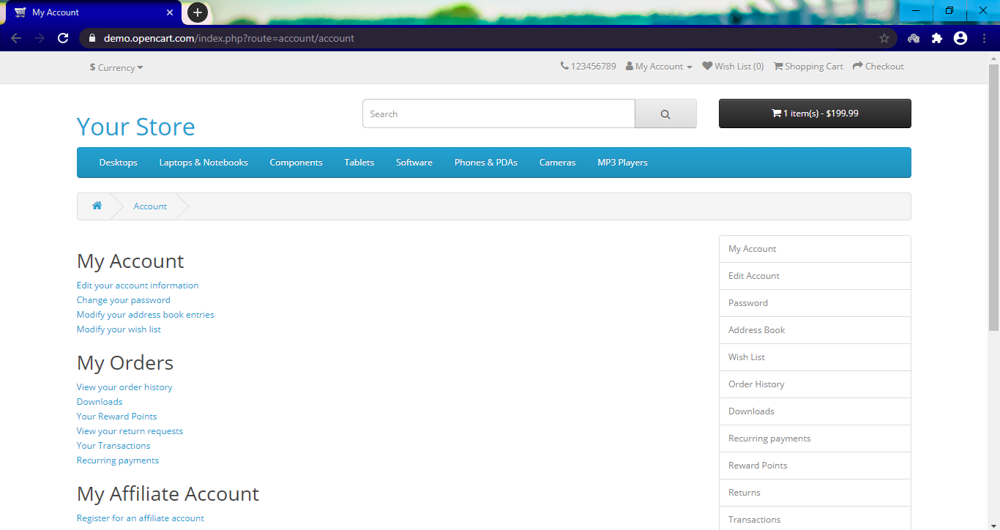 My Account
demo.opencart.com/index.php?route=account/account
$ Currency
123456789 My Account Wish List (0) Shopping Cart Checkout
Your Store
Search
1 item(s) - $199.99
Desktops Laptops & Notebooks Components Tablets Software Phones & PDAs Cameras MP3 Players
Account
My Account
Edit your account information
Change your password
Modify your address book entries
Modify your wish list
My Orders
View your order history
Downloads
Your Reward Points
View your return requests
Your Transactions
Recurring payments
My Affiliate Account
Register for an affiliate account
My Account
Edit Account
Password
Address Book
Wish List
Order History
Downloads
Recurring payments
Reward Points
Returns
Transactions